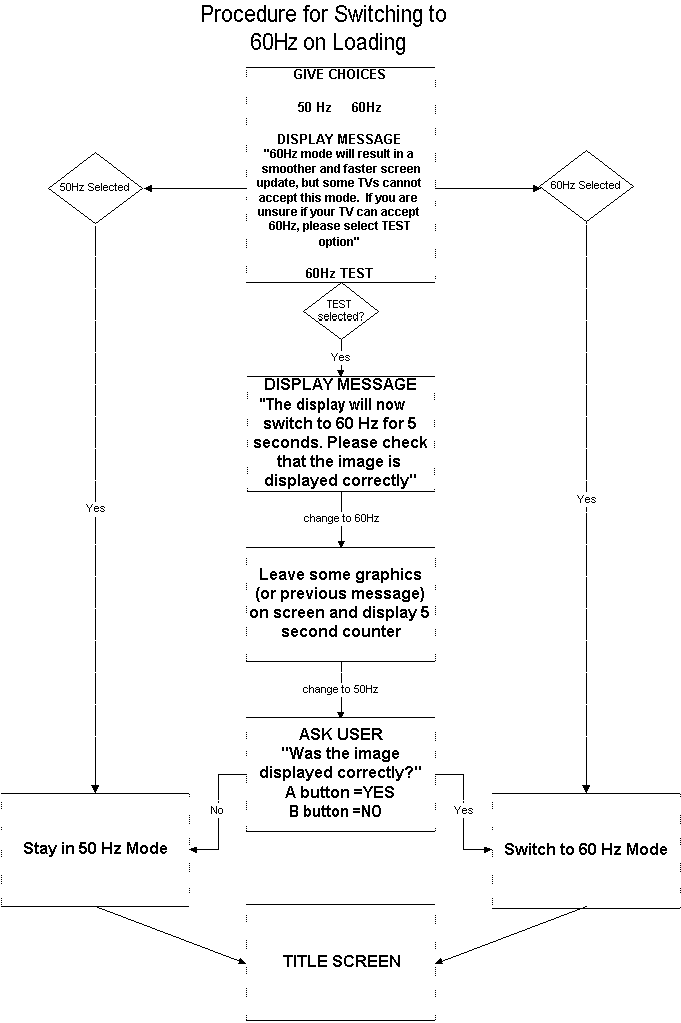 Procedure for Switching to
60Hz on Loading
GIVE CHOICES
50 Hz 60Hz
DISPLAY MESSAGE
"60Hz mode will result in a
smoother and faster screen
update, but some TVs cannot
accept this mode. If you are
unsure if your TV can accept
60Hz, please select TEST
option"
60Hz TEST
50Hz Selected
60Hz Selected
TEST
selected?
Yes
DISPLAY MESSAGE
"The display will now
switch to 60 Hz for 5
seconds. Please check
that the image is
displayed correctly"
Yes
Yes
change to 60Hz
Leave some graphics
(or previous message)
on screen and display 5
second counter
change to 50Hz
ASK USER
"Was the image
displayed correctly?"
A button =YES
B button =NO
No
Yes
Stay in 50 Hz Mode
Switch to 60 Hz Mode
TITLE SCREEN